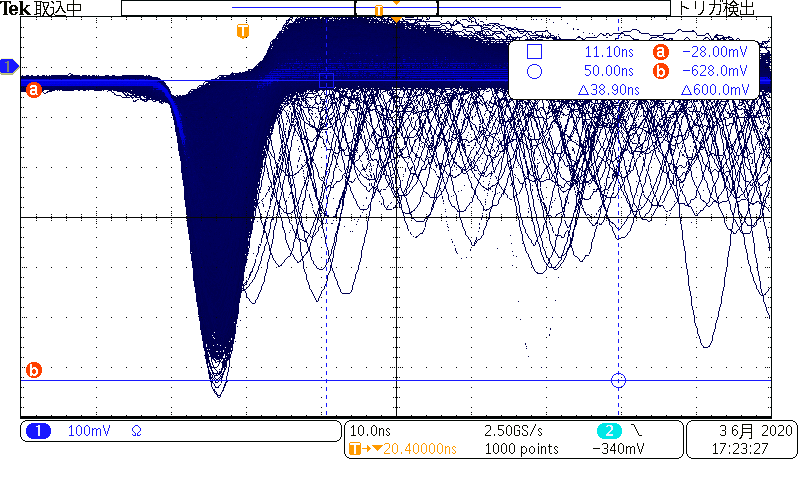 Tek 取込中 トリガ検出
T
T
1
11.10ns a −28.00mV
50.00ns b −628.0mV
△38.90ns △600.0mV
a
b
1 100mV Ω
10.0ns 2.50GS/s 2
T→▼20.40000ns 1000 points −340mV
3 6月 2020
17:23:27